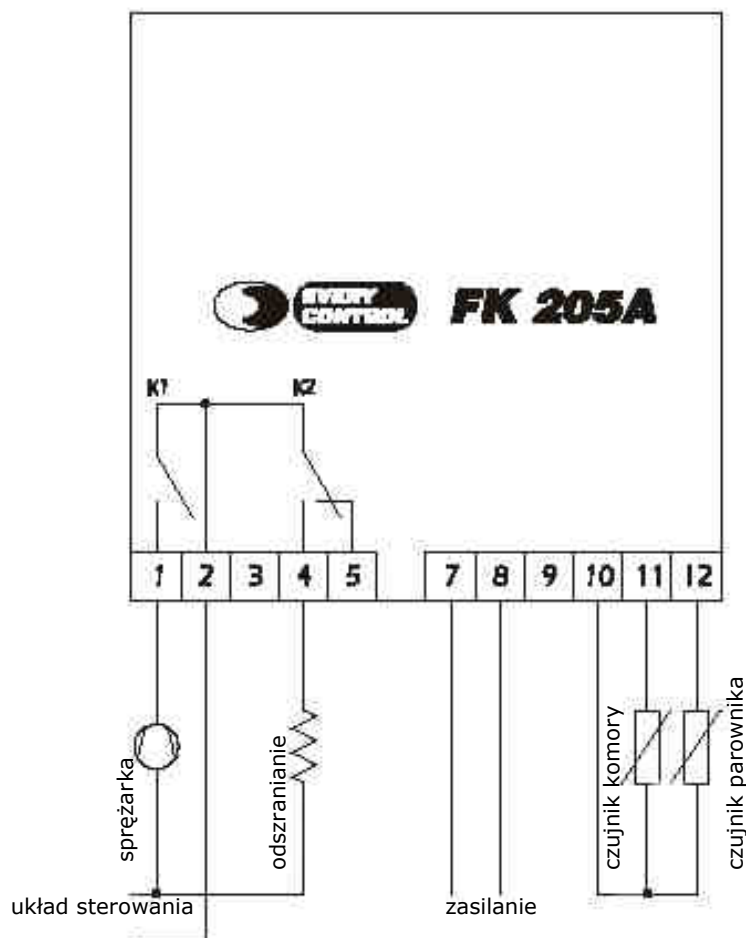 EVERY
CONTROL
FK 205A
K1
K2
1 2 3 4 5 7 8 9 10 11 12
sprężarka
odszranianie
czujnik komory
czujnik parownika
układ sterowania
zasilanie